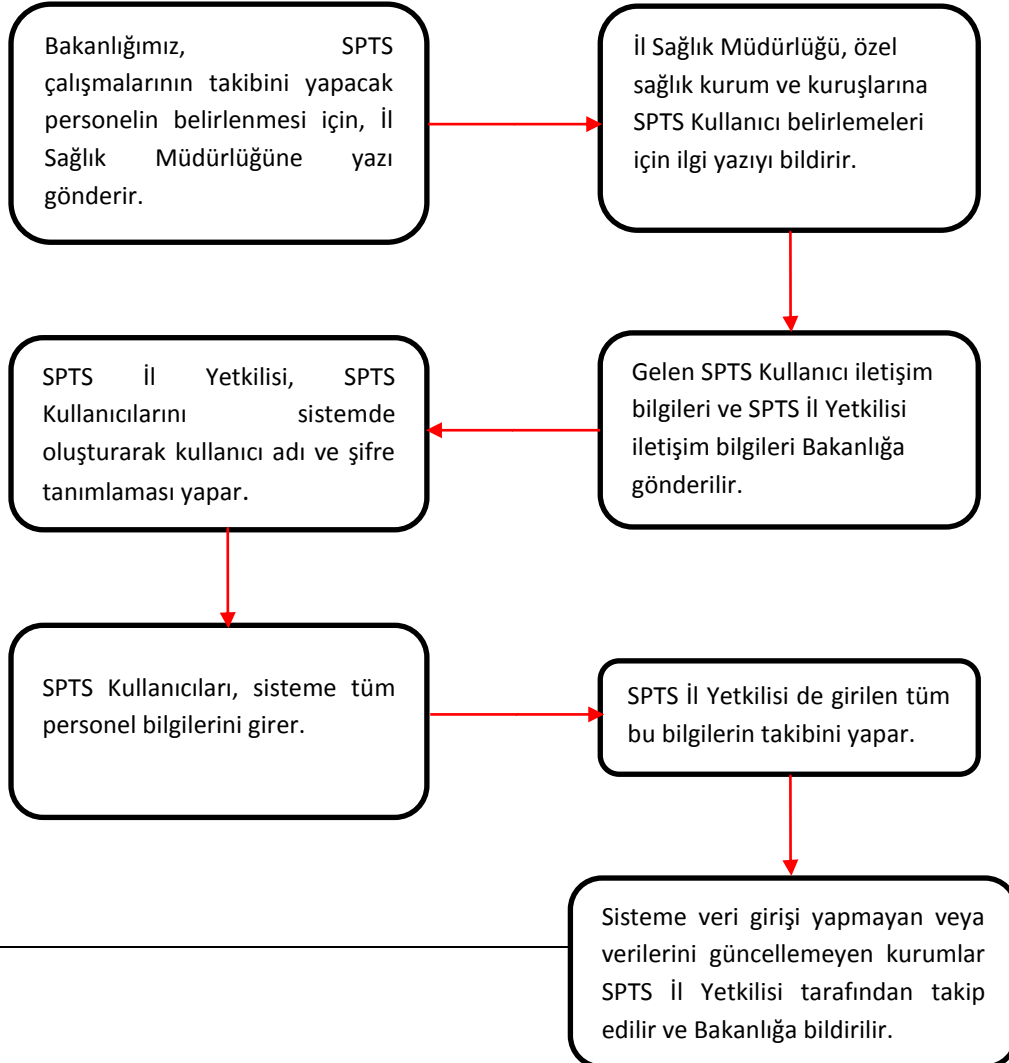 Bakanlığımız, SPTS
çalışmalarının takibini yapacak
personelin belirlenmesi için, İl
Sağlık Müdürlüğüne yazı
gönderir.
İl Sağlık Müdürlüğü, özel
sağlık kurum ve kuruşlarına
SPTS Kullanıcı belirlemeleri
için ilgi yazıyı bildirir.
Gelen SPTS Kullanıcı iletişim
bilgileri ve SPTS İl Yetkilisi
iletişim bilgileri Bakanlığa
gönderilir.
SPTS İl Yetkilisi, SPTS
Kullanıcılarını sistemde
oluşturarak kullanıcı adı ve şifre
tanımlaması yapar.
SPTS Kullanıcıları, sisteme tüm
personel bilgilerini girer.
SPTS İl Yetkilisi de girilen tüm
bu bilgilerin takibini yapar.
Sisteme veri girişi yapmayan veya
verilerini güncellemeyen kurumlar
SPTS İl Yetkilisi tarafından takip
edilir ve Bakanlığa bildirilir.